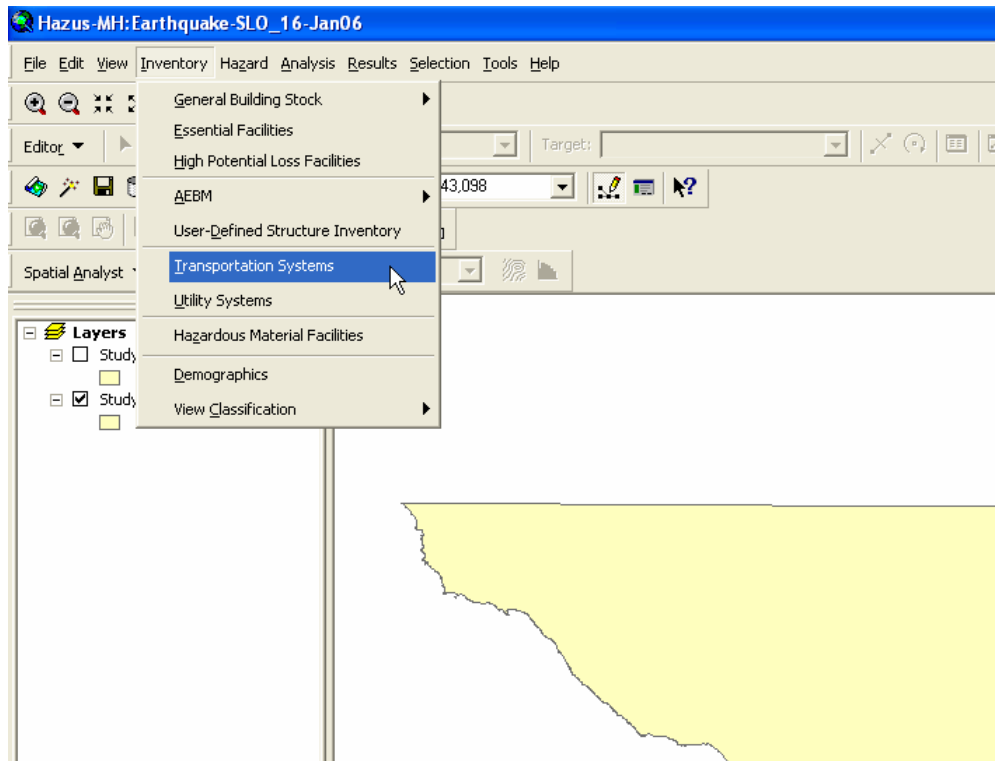 Hazus-MH:Earthquake-SLO_16-Jan06
File Edit View Inventory Hazard Analysis Results Selection Tools Help
General Building Stock
Essential Facilities
High Potential Loss Facilities
AEBM
User-Defined Structure Inventory
Transportation Systems
Utility Systems
Hazardous Material Facilities
Demographics
View Classification
Editor
Target:
43,098
Spatial Analyst
Layers
Study
Study